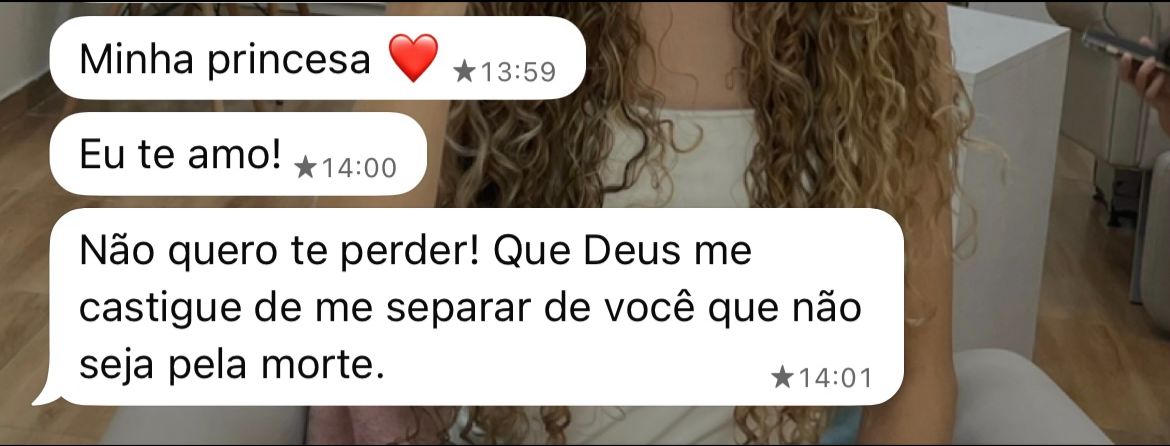 Minha princesa ❤️ ★13:59
Eu te amo! ★14:00
Não quero te perder! Que Deus me
castigue de me separar de você que não
seja pela morte. ★14:01